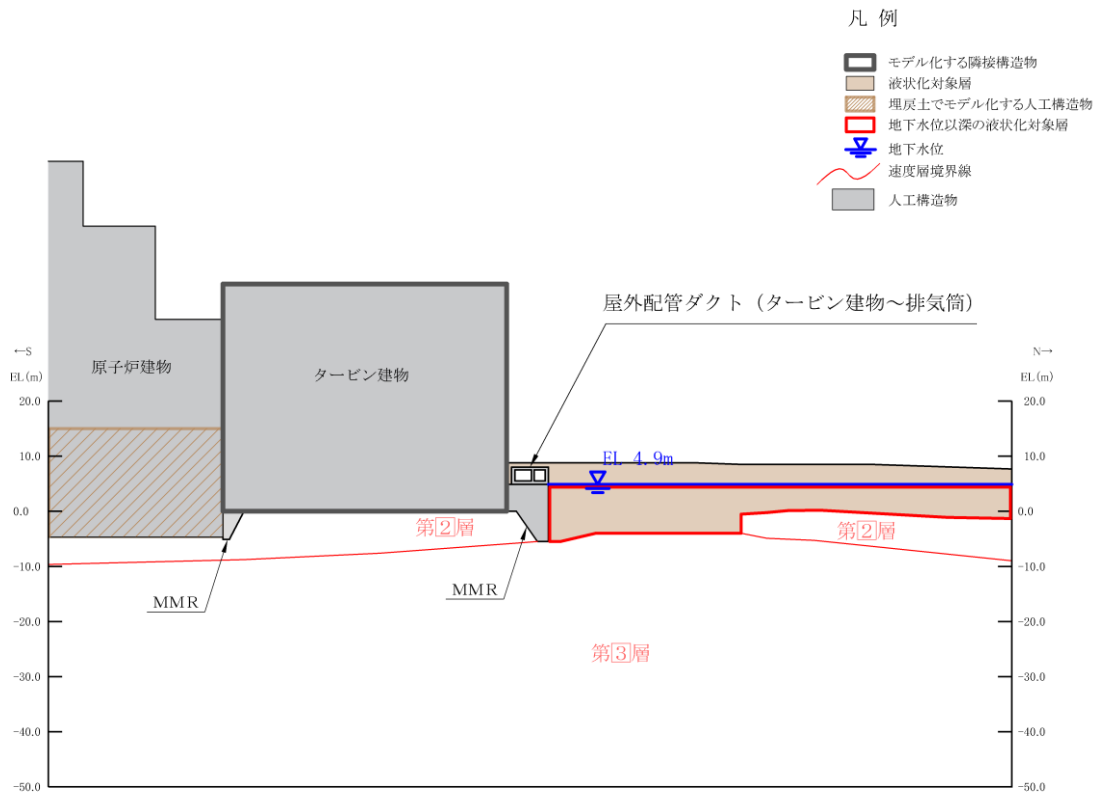 凡 例
モデル化する隣接構造物
液状化対象層
埋戻土でモデル化する人工構造物
地下水位以深の液状化対象層
地下水位
速度層境界線
人工構造物
屋外配管ダクト（タービン建物～排気筒）
←S
EL(m)
N→
EL(m)
原子炉建物
タービン建物
20.0
10.0
0.0
-10.0
-20.0
-30.0
-40.0
-50.0
EL 4.9m
第2層
第2層
MMR
MMR
第3層
20.0
10.0
0.0
-10.0
-20.0
-30.0
-40.0
-50.0